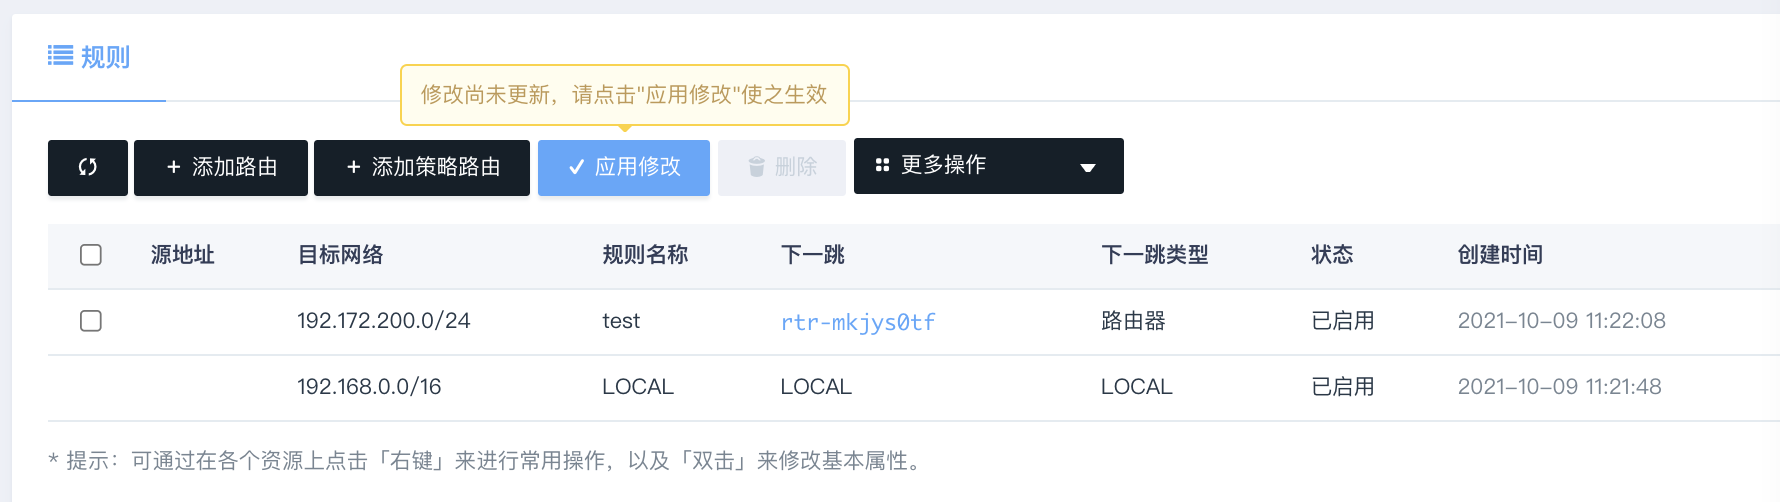 规则
修改尚未更新，请点击"应用修改"使之生效
+ 添加路由 + 添加策略路由 应用修改 删除 更多操作
源地址 目标网络 规则名称 下一跳 下一跳类型 状态 创建时间
192.172.200.0/24 test rtr-mkjys0tf 路由器 已启用 2021-10-09 11:22:08
192.168.0.0/16 LOCAL LOCAL LOCAL 已启用 2021-10-09 11:21:48
* 提示：可通过在各个资源上点击「右键」来进行常用操作，以及「双击」来修改基本属性。